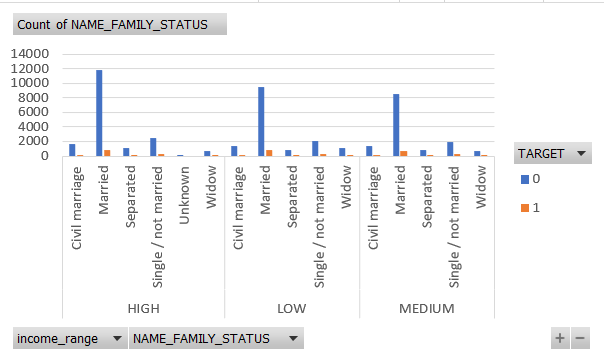 Count of NAME_FAMILY_STATUS
14000
12000
10000
8000
6000
4000
2000
0
Civil marriage
Married
Separated
Single / not married
Unknown
Widow
Civil marriage
Married
Separated
Single / not married
Widow
Civil marriage
Married
Separated
Single / not married
Widow
HIGH
LOW
MEDIUM
TARGET
0
1
income_range
NAME_FAMILY_STATUS
+ −